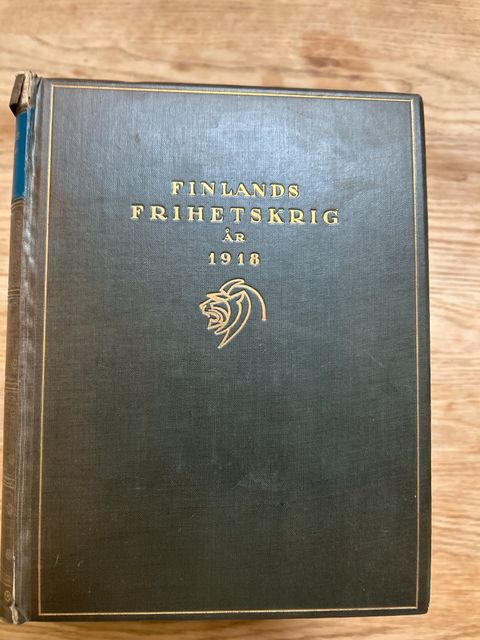 FINLANDS
FRIHETSKRIG
ÅR
1918